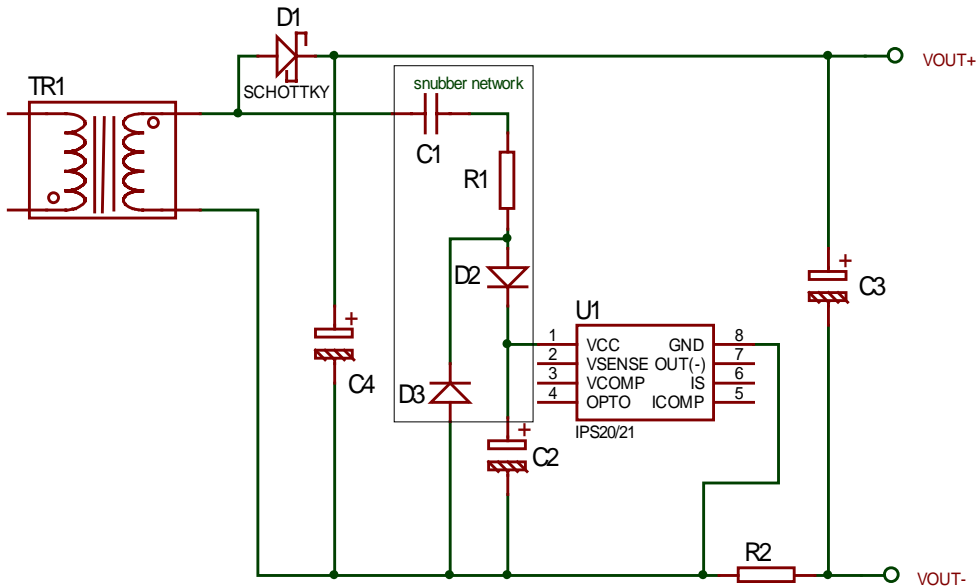 D1
VOUT+
TR1
SCHOTTKY
snubber network
C1
R1
D2
C3
U1
1 VCC GND 8
2 VSENSE OUT(-) 7
3 VCOMP IS 6
4 OPTO ICOMP 5
IPS20/21
C4
D3
C2
R2
VOUT-